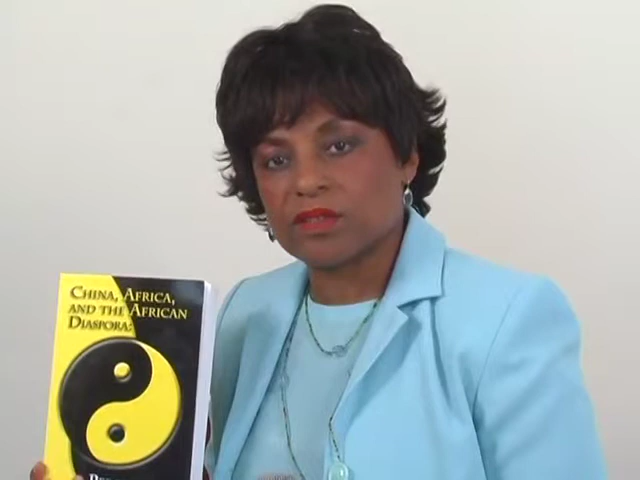 China, Africa,
and the African
Diaspora: